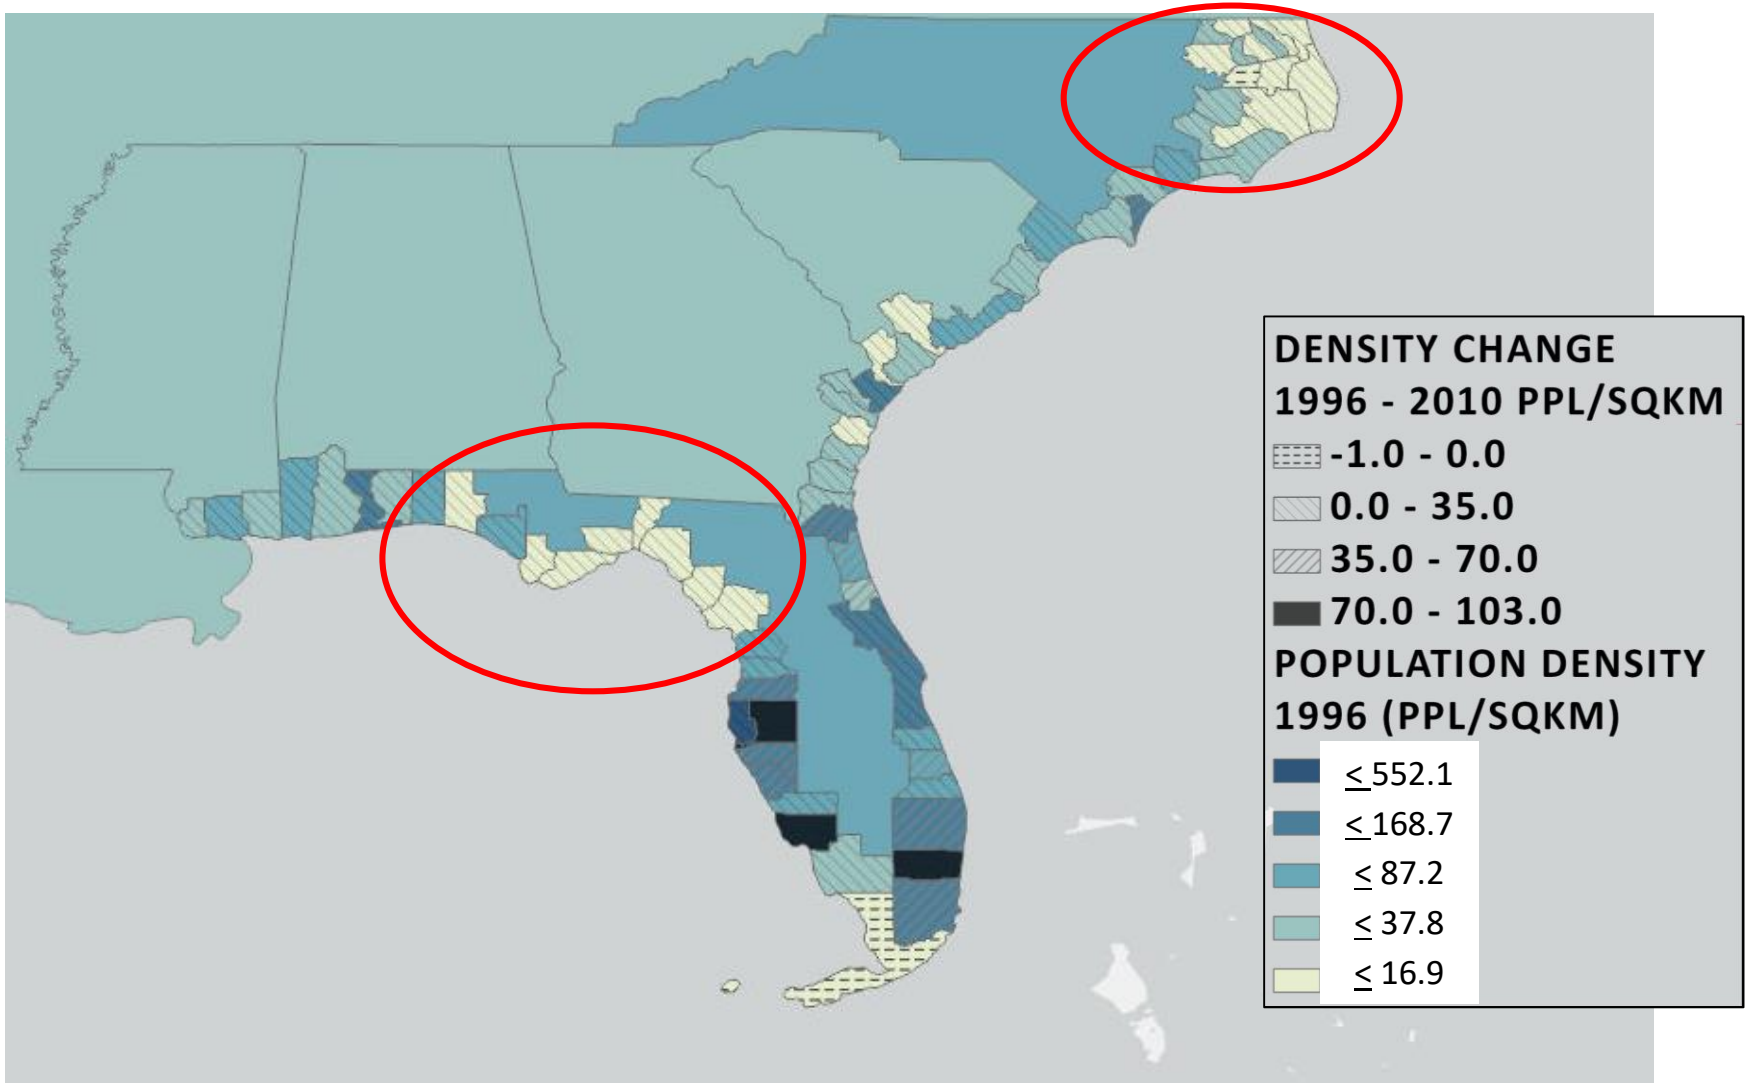 DENSITY CHANGE
1996 - 2010 PPL/SQKM
-1.0 - 0.0
0.0 - 35.0
35.0 - 70.0
70.0 - 103.0
POPULATION DENSITY
1996 (PPL/SQKM)
≤ 552.1
≤ 168.7
≤ 87.2
≤ 37.8
≤ 16.9